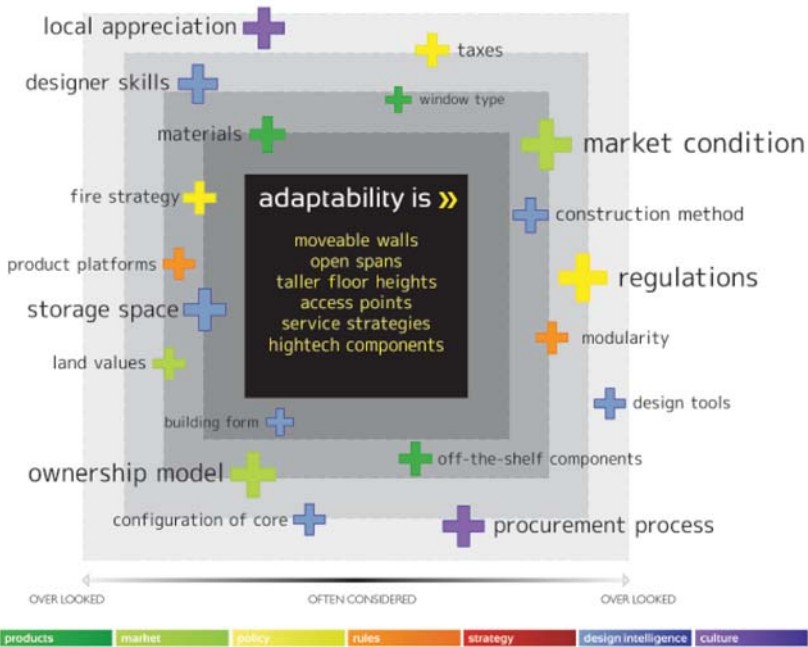 local appreciation
taxes
designer skills
window type
materials
market condition
fire strategy
adaptability is »
construction method
moveable walls
open spans
product platforms
taller floor heights
regulations
access points
storage space
service strategies
hightech components
modularity
land values
design tools
building form
off-the-shelf components
ownership model
configuration of core
procurement process
OVER LOOKED
OFTEN CONSIDERED
OVER LOOKED
products
market
policy
rules
strategy
design intelligence
culture